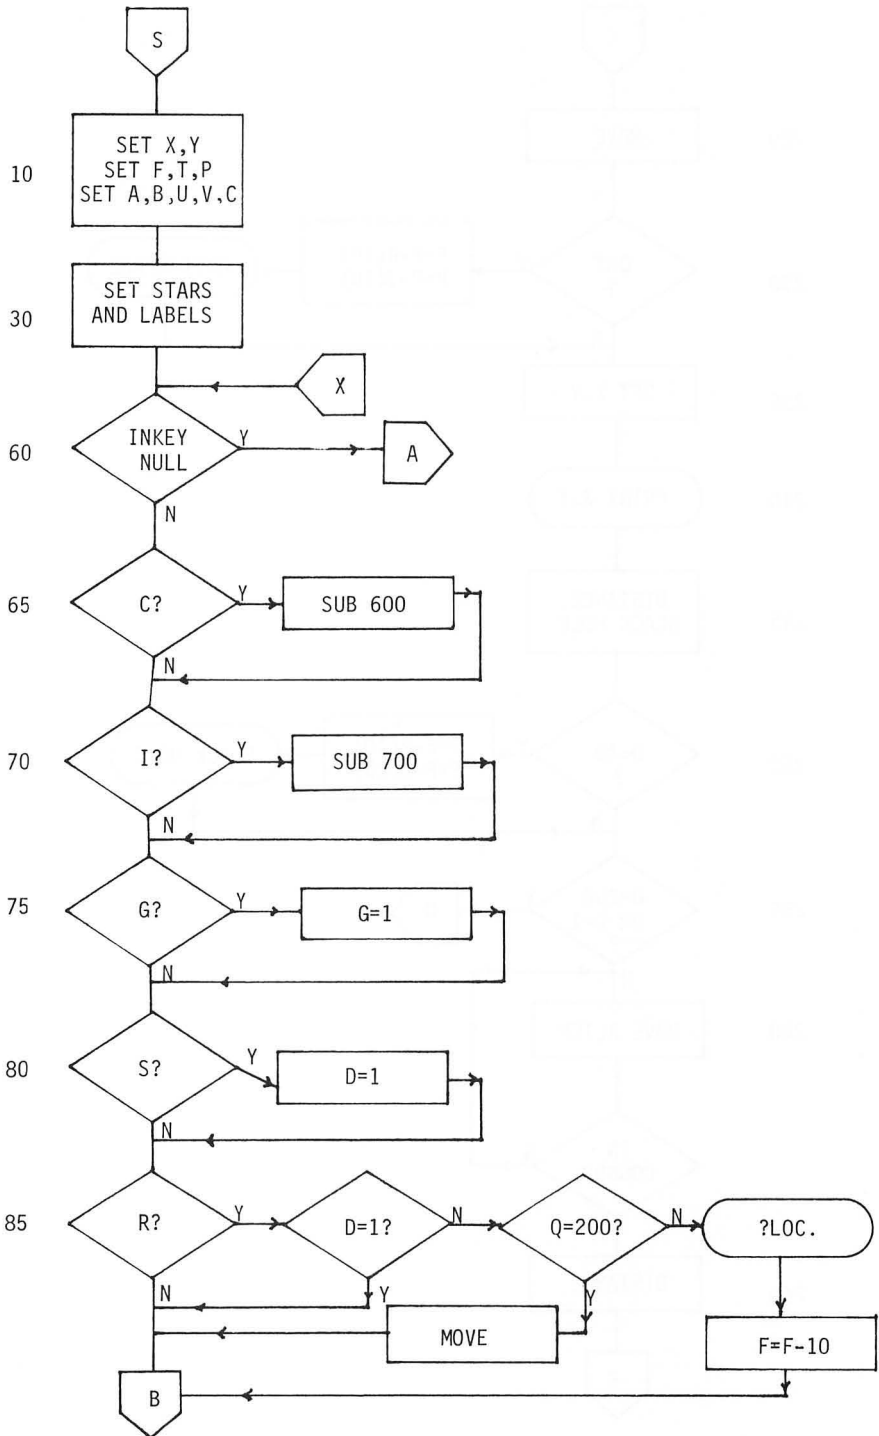 S
10
SET X,Y
SET F,T,P
SET A,B,U,V,C
30
SET STARS
AND LABELS
X
60
INKEY
NULL
Y
A
N
65
C?
Y
SUB 600
N
70
I?
Y
SUB 700
N
75
G?
Y
G=1
N
80
S?
Y
D=1
N
85
R?
Y
D=1?
N
Q=200?
N
?LOC.
N
Y
Y
MOVE
F=F-10
B